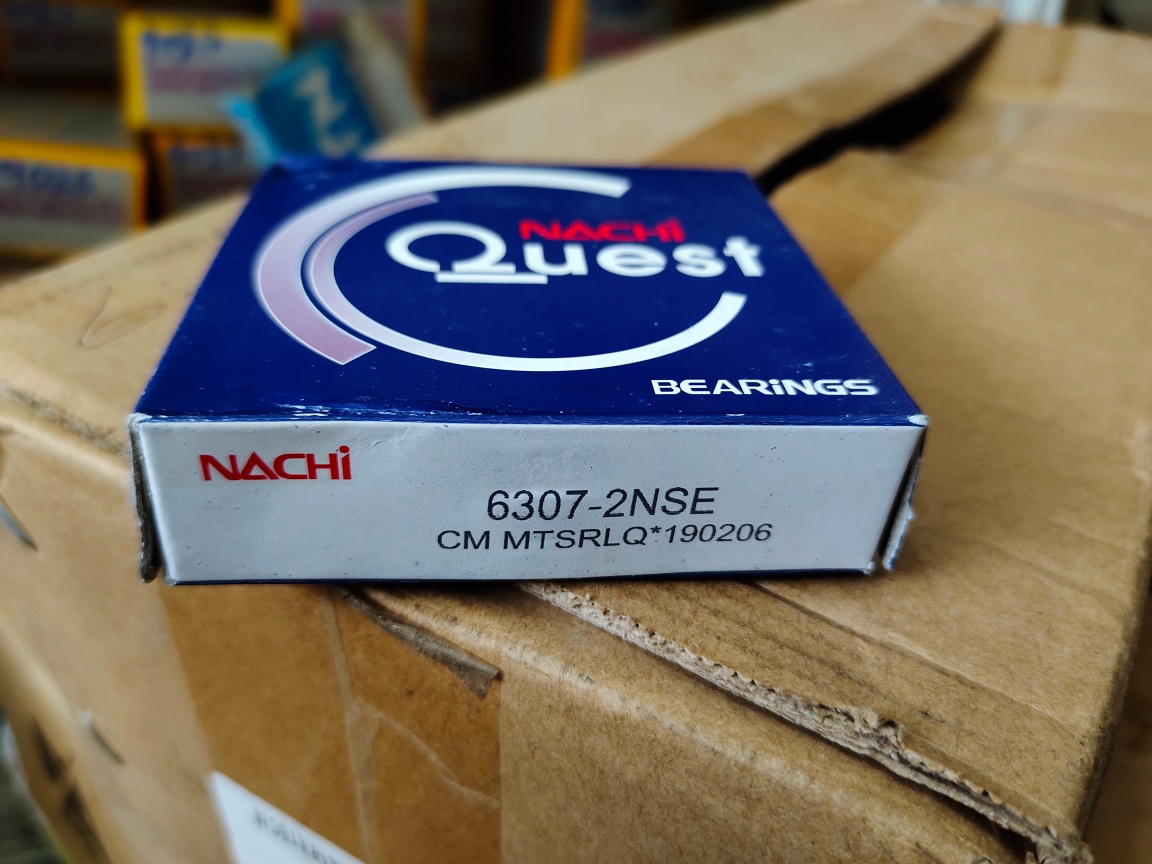 NACHi
Quest
BEARiNGS
NACHi
6307-2NSE
CM MTSRLQ*190206